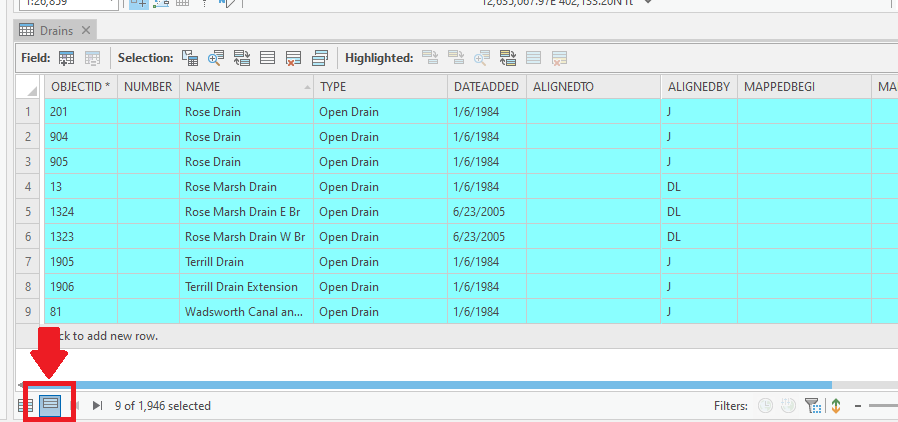 1:26,859
12,635,067.97E 402,133.20N ft
Drains
Field: Selection: Highlighted:
OBJECTID * NUMBER NAME TYPE DATEADDED ALIGNEDTO ALIGNEDBY MAPPEDBEGI MA
1 201 Rose Drain Open Drain 1/6/1984 J
2 904 Rose Drain Open Drain 1/6/1984 J
3 905 Rose Drain Open Drain 1/6/1984 J
4 13 Rose Marsh Drain Open Drain 1/6/1984 DL
5 1324 Rose Marsh Drain E Br Open Drain 6/23/2005 DL
6 1323 Rose Marsh Drain W Br Open Drain 6/23/2005 DL
7 1905 Terrill Drain Open Drain 1/6/1984 J
8 1906 Terrill Drain Extension Open Drain 1/6/1984 J
9 81 Wadsworth Canal an... Open Drain 1/6/1984 J
ck to add new row.
9 of 1,946 selected Filters: